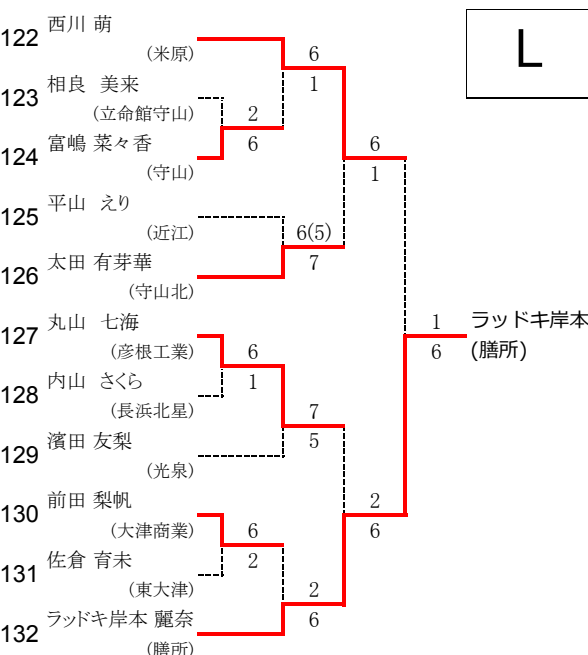 L
122 西川 萌
(米原)
6
1
123 相良 美来
(立命館守山)
2
6
124 富嶋 菜々香
(守山)
6
1
125 平山 えり
(近江)
6(5)
7
126 太田 有芽華
(守山北)
127 丸山 七海
(彦根工業)
6
1
1
6
ラッドキ岸本
(膳所)
128 内山 さくら
(長浜北星)
7
5
129 濱田 友梨
(光泉)
130 前田 梨帆
(大津商業)
6
2
2
6
131 佐倉 育未
(東大津)
2
6
132 ラッドキ岸本 麗奈
(膳所)